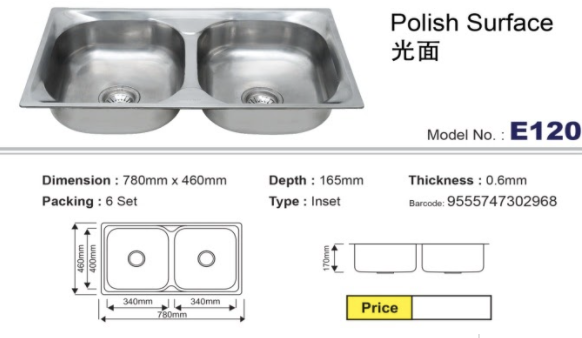 Polish Surface
光面
Model No. : E120
Dimension : 780mm x 460mm
Depth : 165mm
Thickness : 0.6mm
Packing : 6 Set
Type : Inset
Barcode: 9555747302968
460mm
400mm
340mm
340mm
780mm
170mm
Price